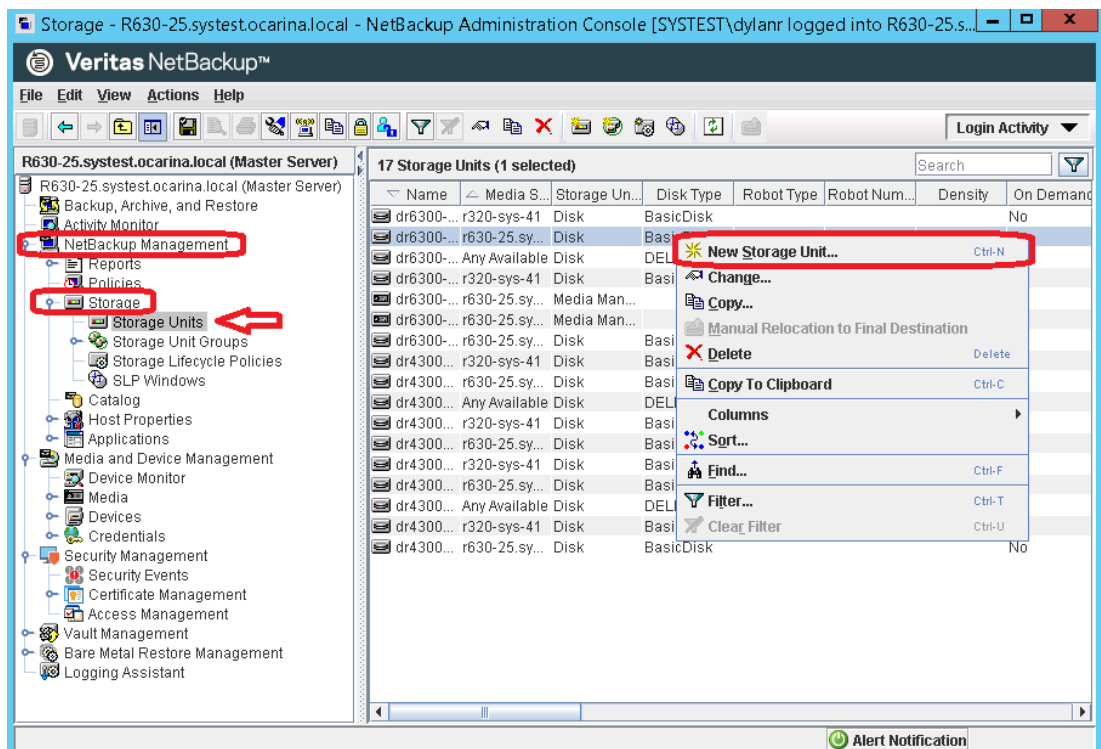 Storage - R630-25.systest.ocarina.local - NetBackup Administration Console [SYSTEST\dylanr logged into R630-25.s...
Veritas NetBackup™
File Edit View Actions Help
Login Activity
R630-25.systest.ocarina.local (Master Server)
R630-25.systest.ocarina.local (Master Server)
Backup, Archive, and Restore
Activity Monitor
NetBackup Management
Reports
Policies
Storage
Storage Units
Storage Unit Groups
Storage Lifecycle Policies
SLP Windows
Catalog
Host Properties
Applications
Media and Device Management
Device Monitor
Media
Devices
Credentials
Security Management
Security Events
Certificate Management
Access Management
Vault Management
Bare Metal Restore Management
Logging Assistant
17 Storage Units (1 selected) Search
Name Media S... Storage Un... Disk Type Robot Type Robot Num... Density On Demand
dr6300-... r320-sys-41 Disk BasicDisk No
dr6300-... r630-25.sy... Disk Basi
dr6300-... Any Available Disk DEL
dr6300-... r320-sys-41 Disk Basi
dr6300-... r630-25.sy... Media Man...
dr6300-... r630-25.sy... Media Man...
dr6300-... r630-25.sy... Disk Basi
dr4300... r320-sys-41 Disk Basi
dr4300... r630-25.sy... Disk Basi
dr4300... Any Available Disk DEL
dr4300... r320-sys-41 Disk Basi
dr4300... r630-25.sy... Disk Basi
dr4300... r320-sys-41 Disk Basi
dr4300... r630-25.sy... Disk Basi
dr4300... Any Available Disk DEL
dr4300... r320-sys-41 Disk Basi
dr4300... r630-25.sy... Disk BasicDisk No
New Storage Unit... Ctrl-N
Change...
Copy...
Manual Relocation to Final Destination
Delete Delete
Copy To Clipboard Ctrl-C
Columns
Sort...
Find... Ctrl-F
Filter... Ctrl-T
Clear Filter Ctrl-U
Alert Notification